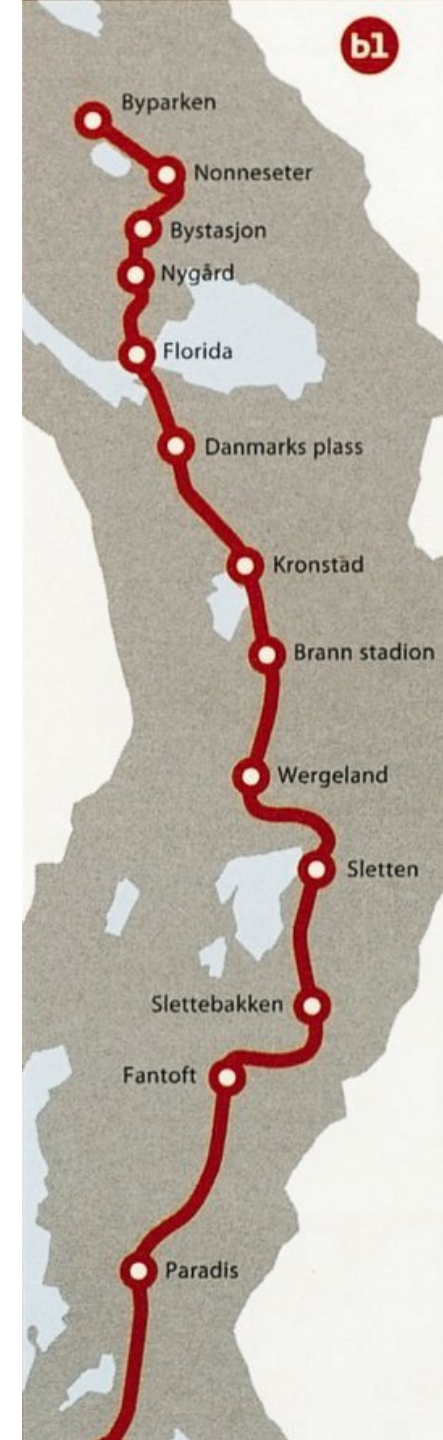 b1
Byparken
Nonneseter
Bystasjon
Nygård
Florida
Danmarks plass
Kronstad
Brann stadion
Wergeland
Sletten
Slettebakken
Fantoft
Paradis